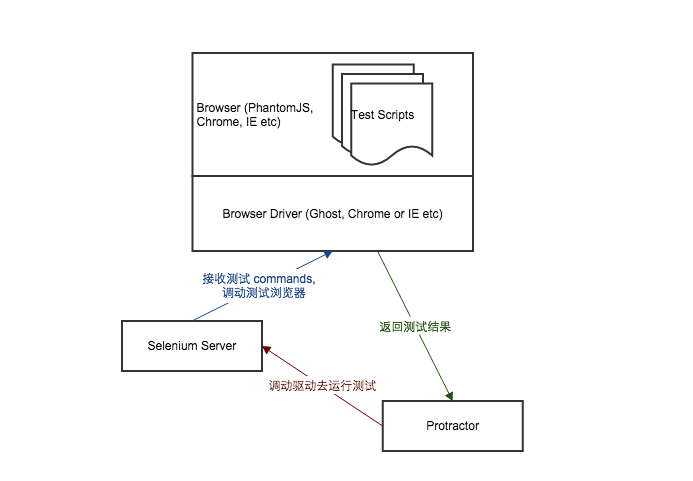 Browser (PhantomJS,
Chrome, IE etc)
Test Scripts
Browser Driver (Ghost, Chrome or IE etc)
接收测试 commands,
调动测试浏览器
返回测试结果
Selenium Server
调动驱动去运行测试
Protractor